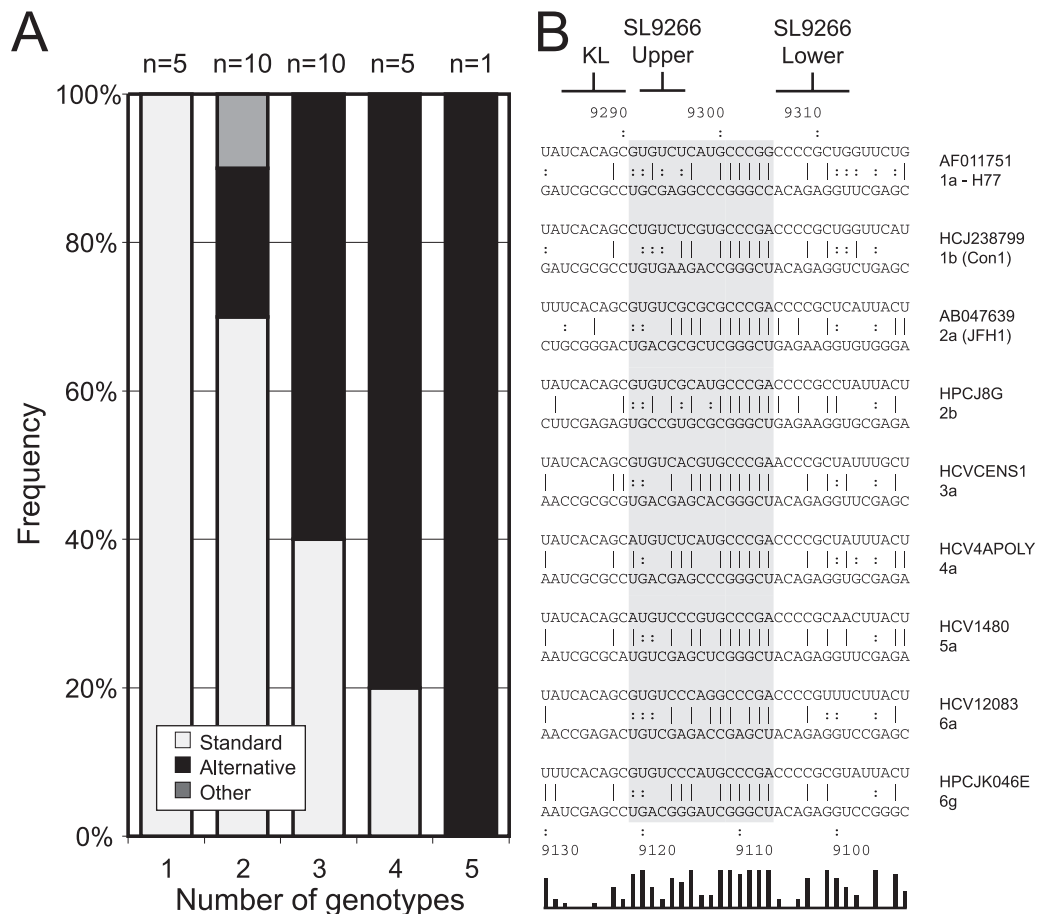 A
n=5 n=10 n=10 n=5 n=1
100%
80%
60%
40%
20%
0%
Frequency
Standard
Alternative
Other
1 2 3 4 5
Number of genotypes
B
KL
SL9266
Upper
SL9266
Lower
9290 9300 9310
UAUCACAGCGUGUCUCAUGCCCGGCCCCGCUGGUUCUG
GAUCGCGCCUGCGAGGCCCGGGCCACAGAGGUUCGAGC
AF011751
1a - H77
UAUCACAGCCUGUCUCGUGCCCGACCCCGCUGGUUCAU
GAUCGCGCCUGUGAAGACCGGGCUACAGAGGUCUGAGC
HCJ238799
1b (Con1)
UUUCACAGCGUGUCGCGCGCCCGACCCCGCUCAUUACU
CUGCGGGACUGACGCGCUCGGGCUGAGAAGGUGUGGGA
AB047639
2a (JFH1)
UAUCACAGCGUGUCGCAUGCCCGACCCCGCCUAUUACU
CUUCGAGAGUGCCGUGCGCGGGCUGAGAAGGUGCGAGA
HPCJ8G
2b
UAUCACAGCGUGUCACGUGCCCGAACCCGCUAUUUGCU
AACCGCGCGUGACGAGCACGGGCUACAGAGGUUCGAGC
HCVCENS1
3a
UAUCACAGCAUGUCUCAUGCCCGACCCCGCUAUUUACU
AAUCGCGCCUGACGAGCCCGGGCUACAGAGGUGCGAGA
HCV4APOLY
4a
UAUCACAGCAUGUCCCGUGCCCGACCCCGCAACUUACU
AAUCGCGCAUGUCGAGCUCGGGCUACAGAGGUUCGAGA
HCV1480
5a
UAUCACAGCGUGUCCCAGGCCCGACCCCGUUUCUUACU
AACCGAGACUGUCGAGACCGAGCUACAGAGGUCCGAGC
HCV12083
6a
UUUCACAGCGUGUCCCAUGCCCGACCCCGCGUAUUACU
AAUCGAGCCUGACGGGAUCGGGCUACAGAGGUCCGGGC
HPCJK046E
6g
9130 9120 9110 9100